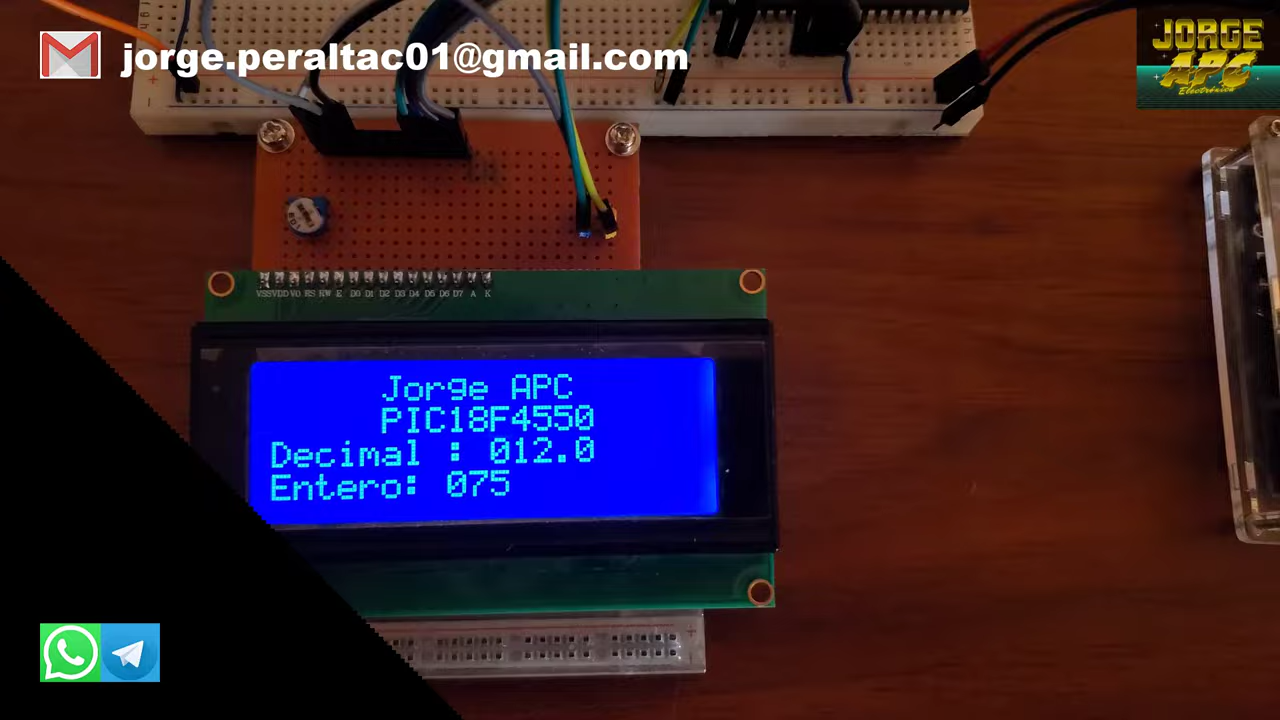 jorge.peraltac01@gmail.com
JORGE
APC
Electrónica
VSS VDD V0 RS RW E D0 D1 D2 D3 D4 D5 D6 D7 A K
Jorge APC
PIC18F4550
Decimal : 012.0
Entero: 075